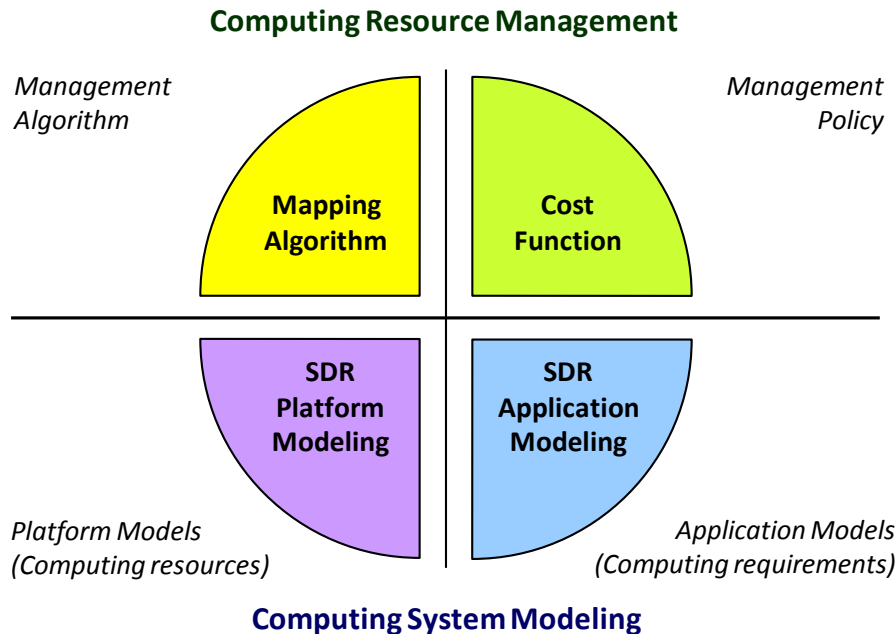 Computing Resource Management
Management
Algorithm
Management
Policy
Mapping
Algorithm
Cost
Function
SDR
Platform
Modeling
SDR
Application
Modeling
Platform Models
(Computing resources)
Application Models
(Computing requirements)
Computing System Modeling